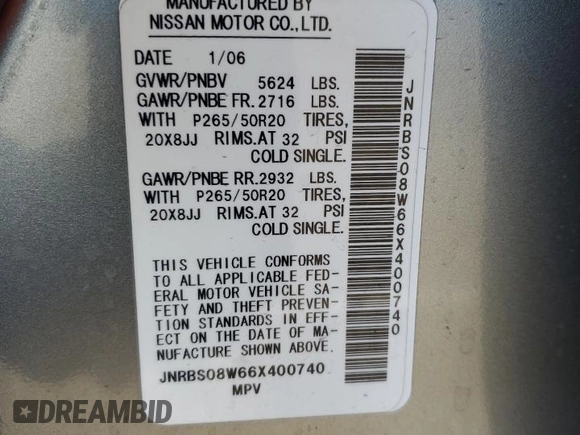 MANUFACTURED BY
NISSAN MOTOR CO.,LTD.
DATE 1/06
GVWR/PNBV 5624 LBS.
GAWR/PNBE FR.2716 LBS.
WITH P265/50R20 TIRES,
20X8JJ RIMS.AT 32 PSI
COLD SINGLE.
GAWR/PNBE RR.2932 LBS.
WITH P265/50R20 TIRES,
20X8JJ RIMS.AT 32 PSI
COLD SINGLE.
THIS VEHICLE CONFORMS
TO ALL APPLICABLE FED-
ERAL MOTOR VEHICLE SA-
FETY AND THEFT PREVEN-
TION STANDARDS IN EFF-
ECT ON THE DATE OF MA-
NUFACTURE SHOWN ABOVE.
JNRBS08W66X400740
MPV
JNRBS08W66X400740
DREAMBID